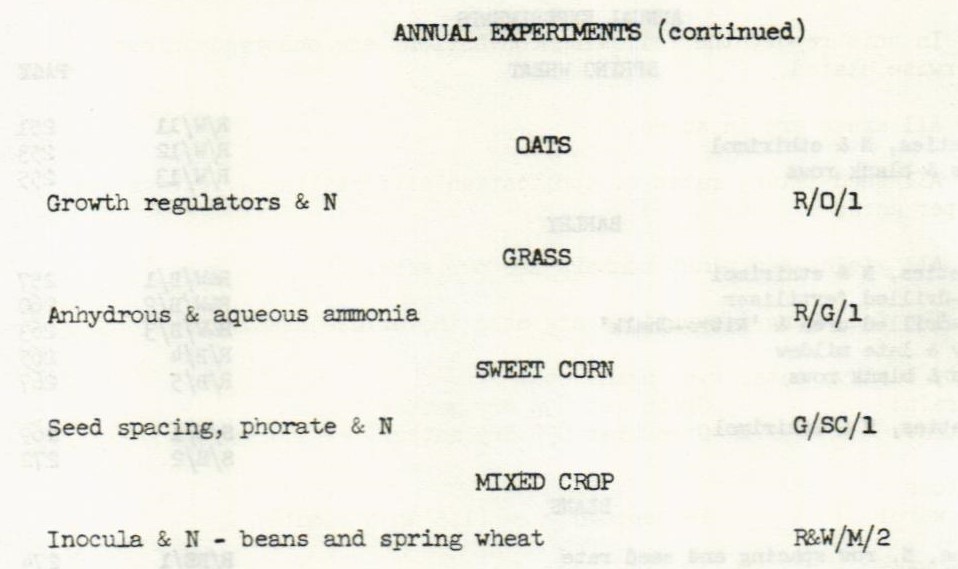 ANNUAL EXPERIMENTS (continued)
OATS
Growth regulators & N R/O/1
GRASS
Anhydrous & aqueous ammonia R/G/1
SWEET CORN
Seed spacing, phorate & N G/SC/1
MIXED CROP
Inocula & N - beans and spring wheat R&W/M/2